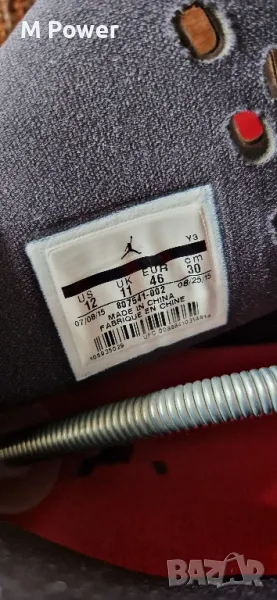 M Power
Y3
US UK EUR cm
12 11 46 30
07/08/15 807541-002 08/25/15
MADE IN CHINA
FABRIQUE EN CHINE
BAZAR
bg